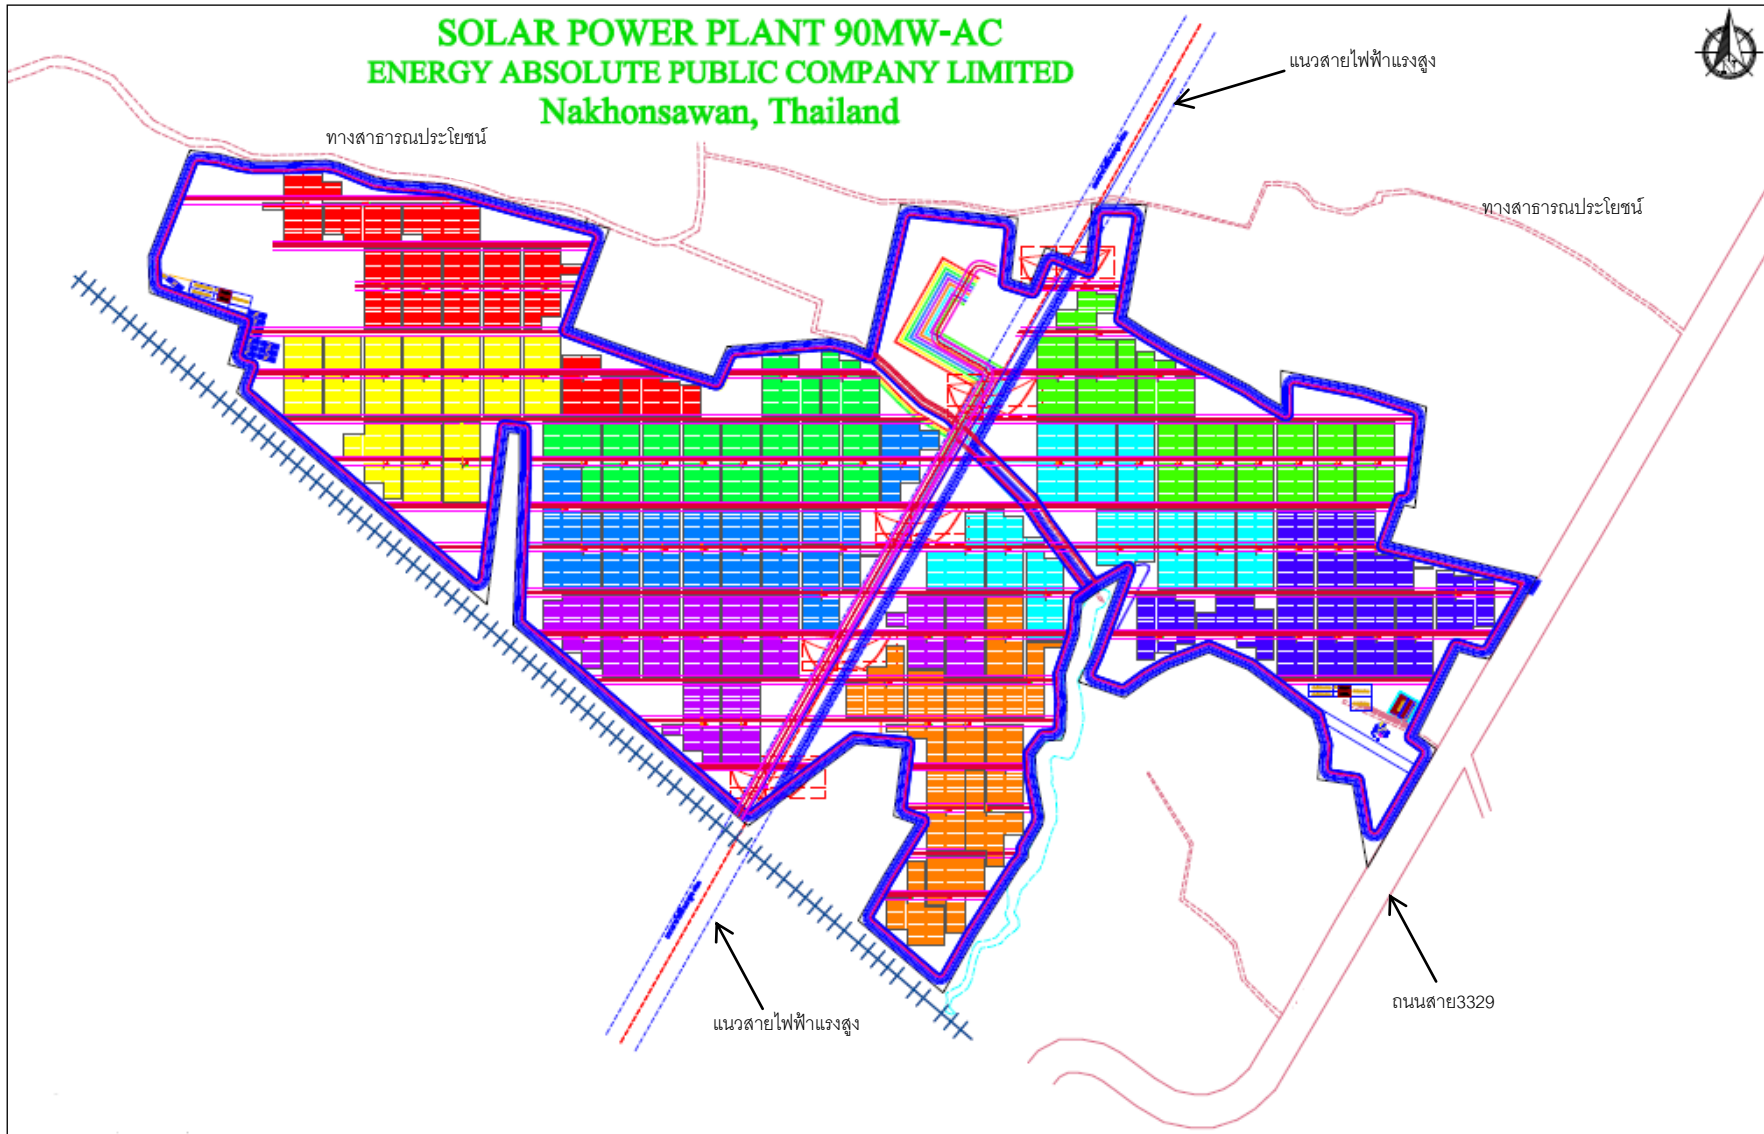 SOLAR POWER PLANT 90MW-AC
ENERGY ABSOLUTE PUBLIC COMPANY LIMITED
Nakhonsawan, Thailand
แนวสายไฟฟ้าแรงสูง
ทางสาธารณประโยชน์
ทางสาธารณประโยชน์
ถนนสาย3329
แนวสายไฟฟ้าแรงสูง